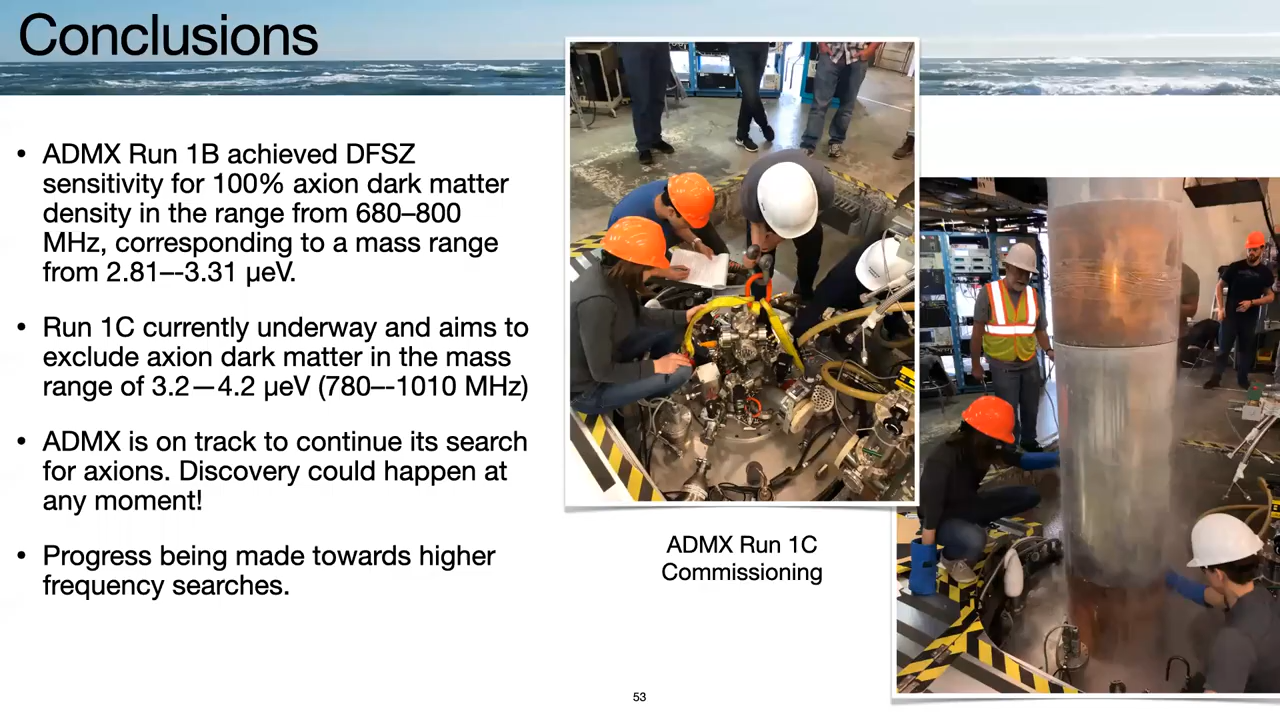 Conclusions
• ADMX Run 1B achieved DFSZ
sensitivity for 100% axion dark matter
density in the range from 680–800
MHz, corresponding to a mass range
from 2.81–-3.31 µeV.
• Run 1C currently underway and aims to
exclude axion dark matter in the mass
range of 3.2—4.2 µeV (780–-1010 MHz)
• ADMX is on track to continue its search
for axions. Discovery could happen at
any moment!
• Progress being made towards higher
frequency searches.
ADMX Run 1C
Commissioning
53